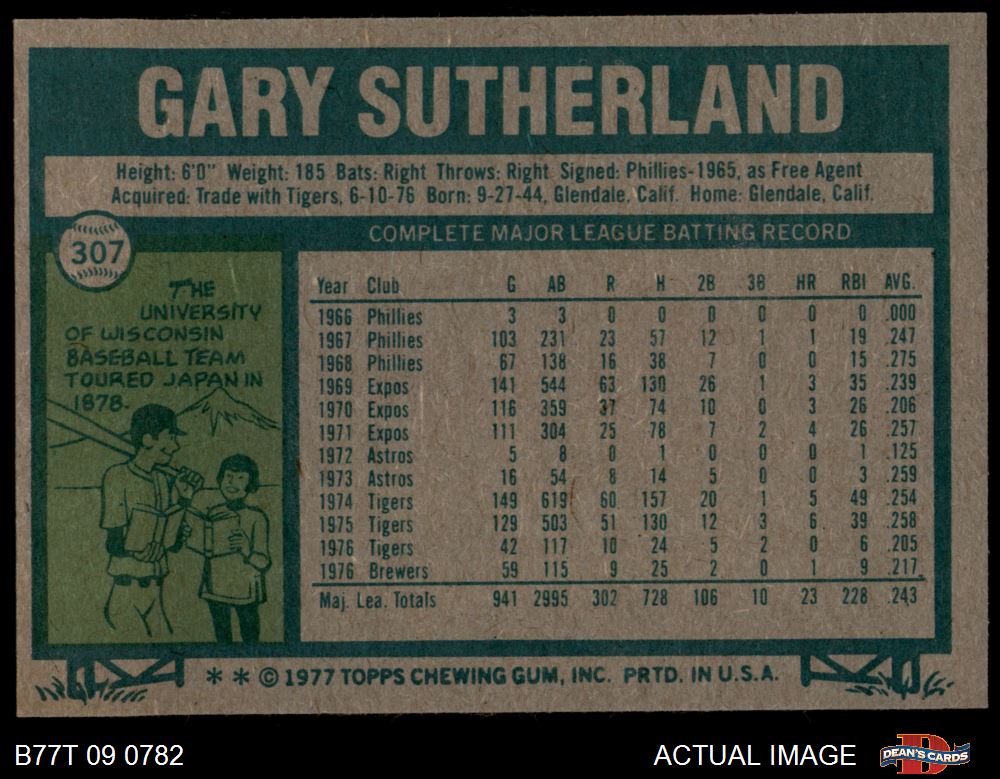 GARY SUTHERLAND
Height: 6'0" Weight: 185 Bats: Right Throws: Right Signed: Phillies-1965, as Free Agent
Acquired: Trade with Tigers, 6-10-76 Born: 9-27-44, Glendale, Calif. Home: Glendale, Calif.
307
THE
UNIVERSITY
OF WISCONSIN
BASEBALL TEAM
TOURED JAPAN IN
1878.
COMPLETE MAJOR LEAGUE BATTING RECORD
Year Club G AB R H 2B 3B HR RBI AVG.
1966 Phillies 3 3 0 0 0 0 0 0 .000
1967 Phillies 103 231 23 57 12 1 1 19 .247
1968 Phillies 67 138 16 38 7 0 0 15 .275
1969 Expos 141 544 63 130 26 1 3 35 .239
1970 Expos 116 359 37 74 10 0 3 26 .206
1971 Expos 111 304 25 78 7 2 4 26 .257
1972 Astros 5 8 0 1 0 0 0 1 .125
1973 Astros 16 54 8 14 5 0 0 3 .259
1974 Tigers 149 619 60 157 20 1 5 49 .254
1975 Tigers 129 503 51 130 12 3 6 39 .258
1976 Tigers 42 117 10 24 5 2 0 6 .205
1976 Brewers 59 115 9 25 2 0 1 9 .217
Maj. Lea. Totals 941 2995 302 728 106 10 23 228 .243
* * © 1977 TOPPS CHEWING GUM, INC. PRTD. IN U.S.A.
B77T 09 0782
ACTUAL IMAGE
DEAN'S CARDS